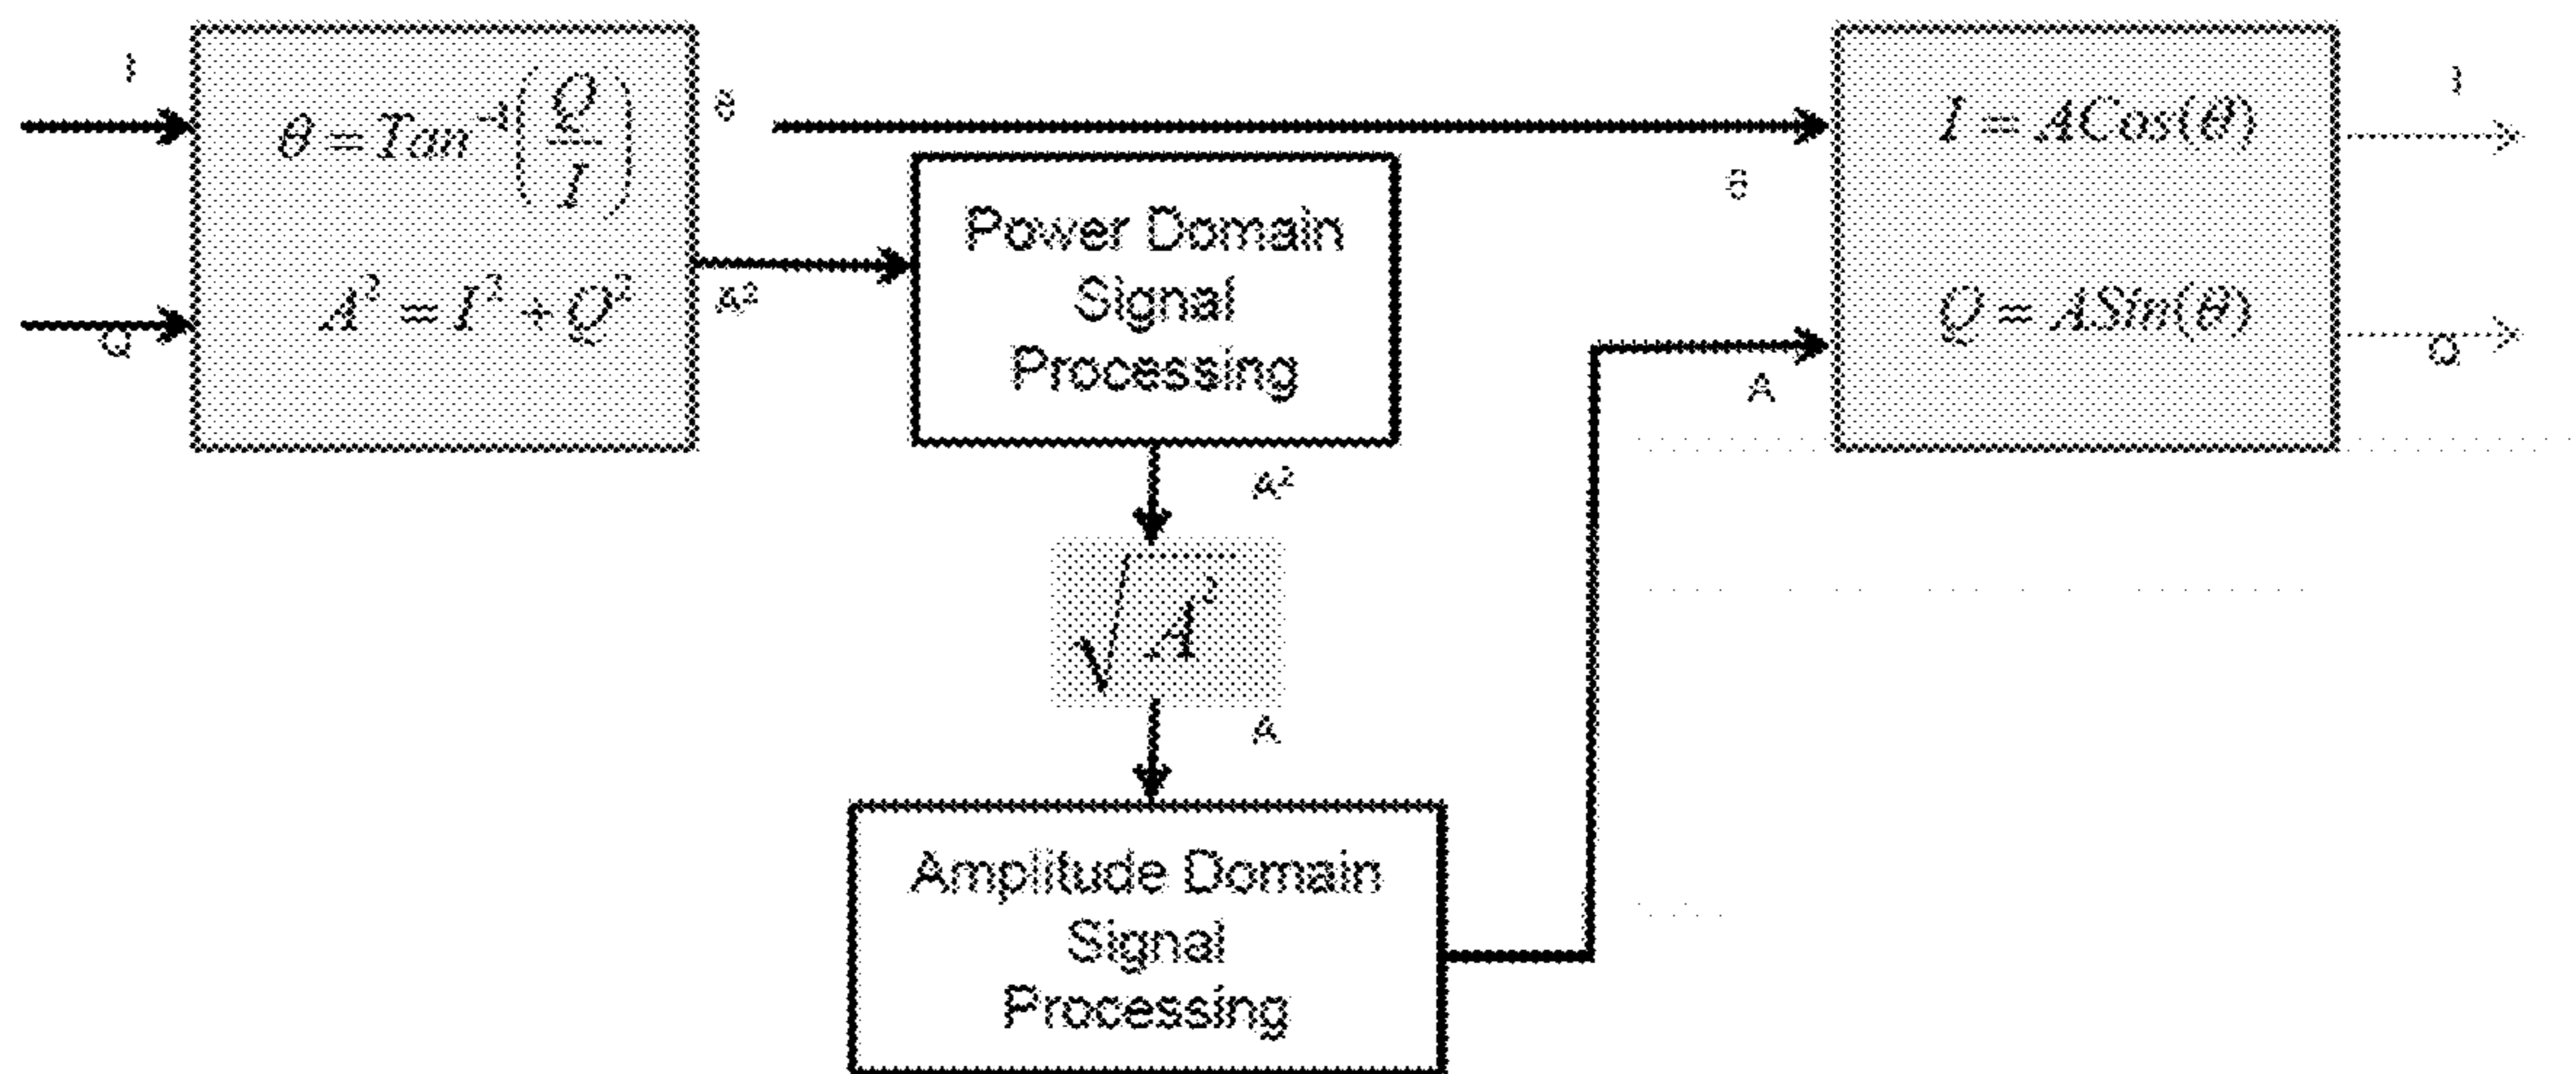 I
θ = Tan⁻¹(Q/I)
A² = I² + Q²
Q
θ
A²
Power Domain
Signal
Processing
A²
√A²
A
Amplitude Domain
Signal
Processing
θ
A
I = ACos(θ)
Q = ASin(θ)
I
Q